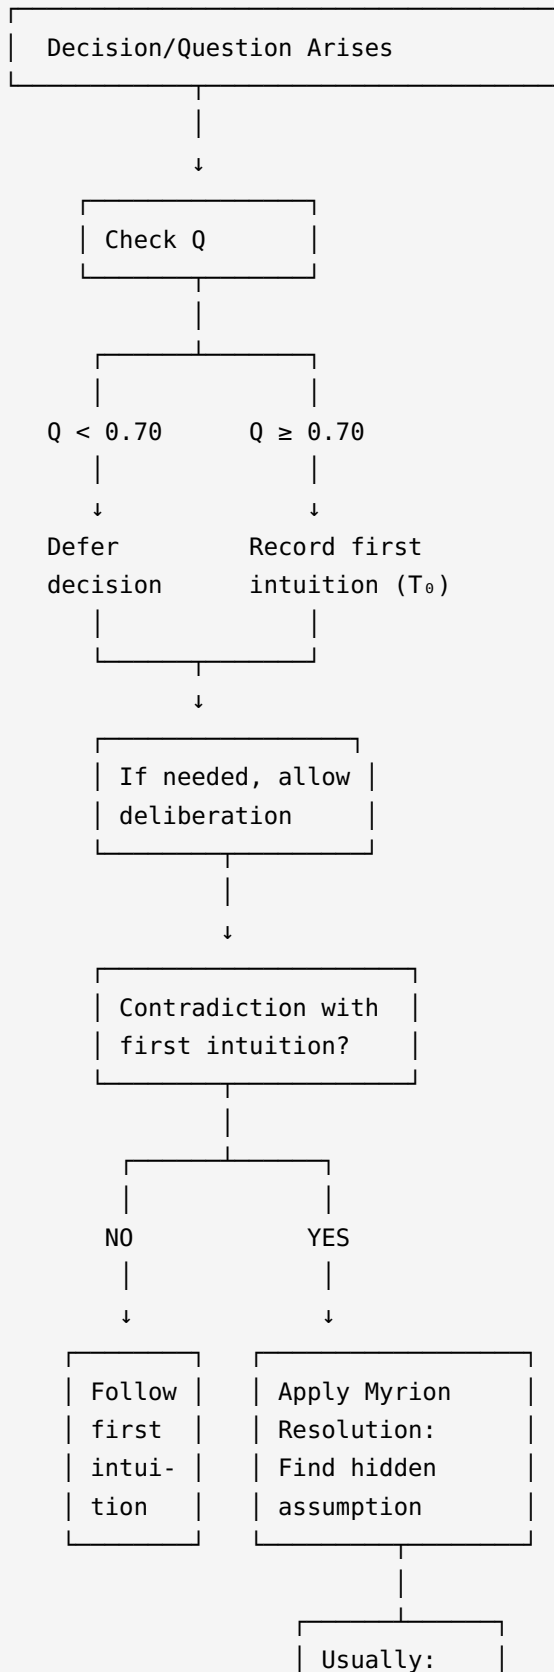 Decision/Question Arises
Check Q
Q < 0.70 Q ≥ 0.70
Defer Record first
decision intuition (T₀)
If needed, allow
deliberation
Contradiction with
first intuition?
NO YES
Follow Apply Myrion
first Resolution:
intui- Find hidden
tion assumption
Usually: